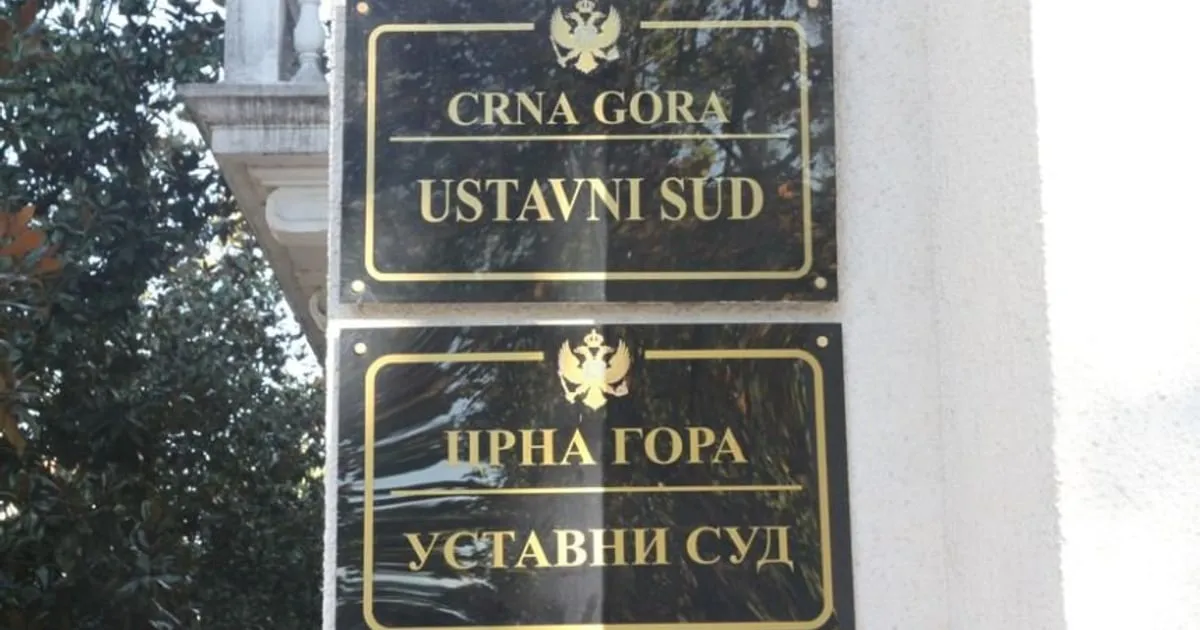 CRNA GORA
USTAVNI SUD
ЦРНА ГОРА
УСТАВНИ СУД